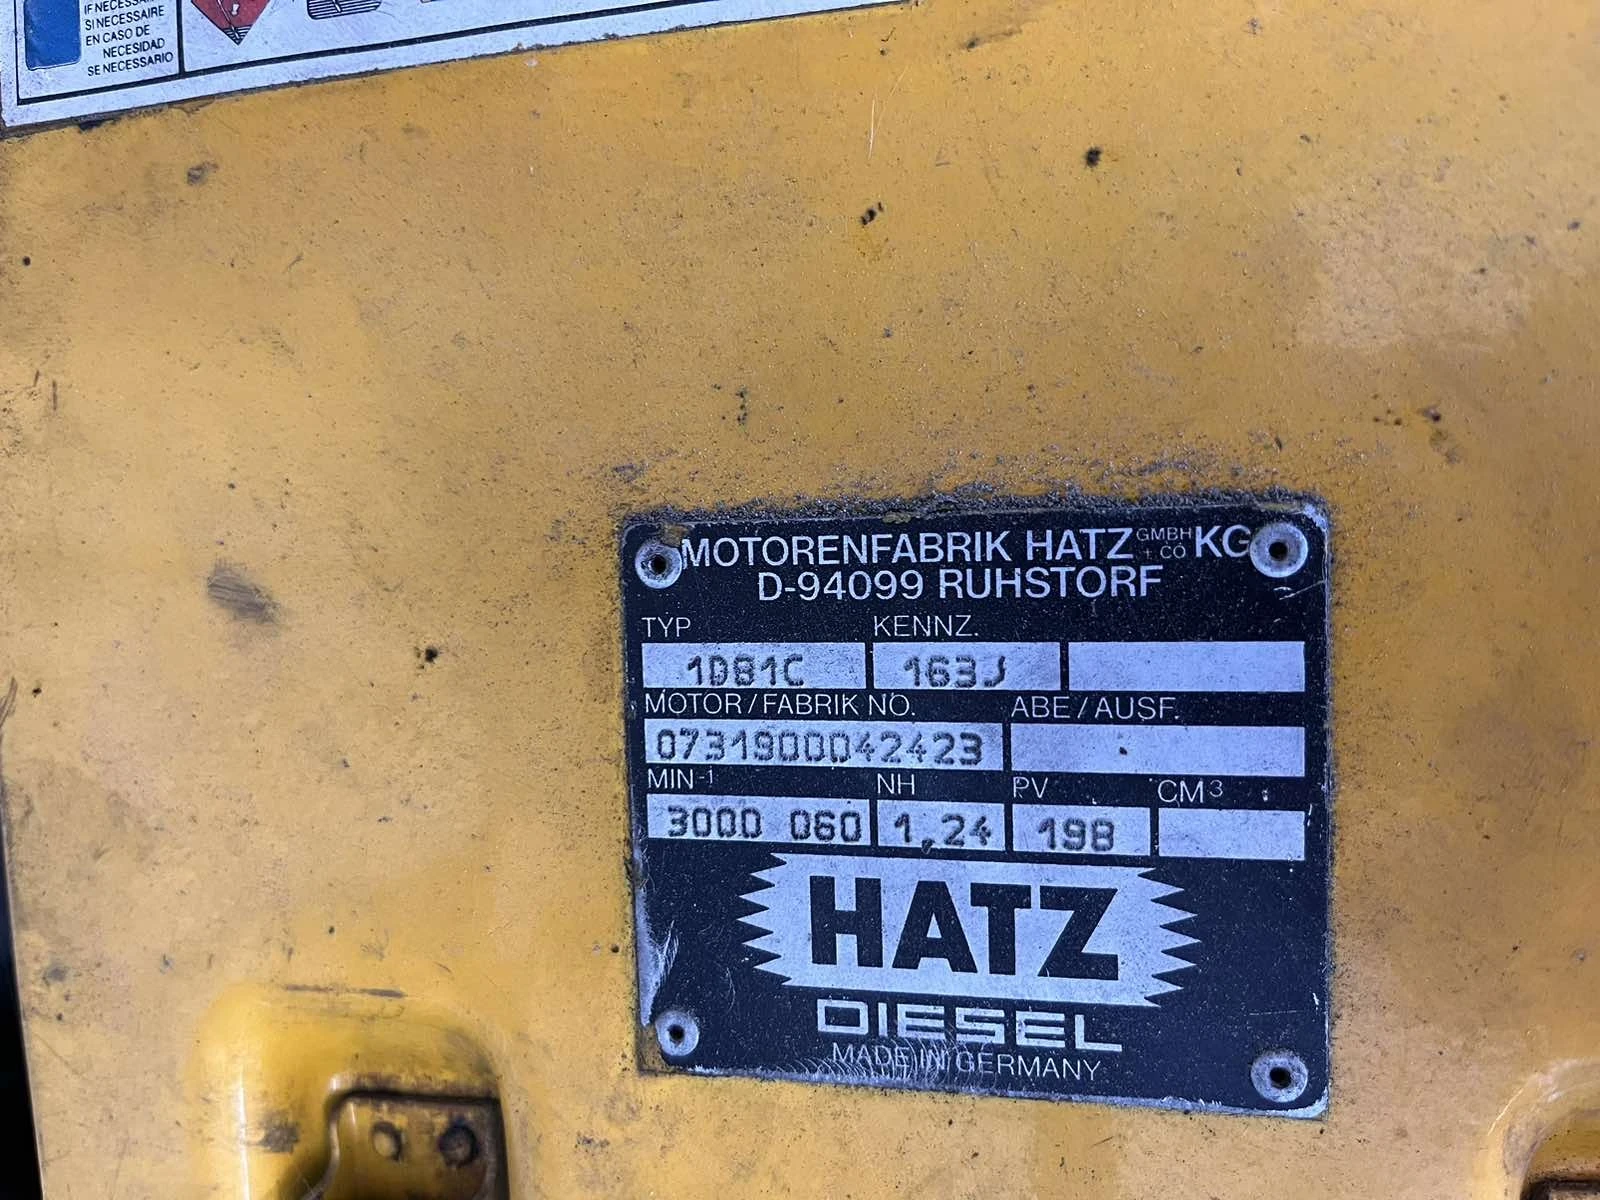 IF NECESSARY
SI NECESSAIRE
EN CASO DE
NECESIDAD
SE NECESSARIO
MOTORENFABRIK HATZ GMBH + CO KG
D-94099 RUHSTORF
TYP KENNZ.
1D81C 163J
MOTOR/FABRIK NO. ABE/AUSF.
0731900042423
MIN-1 NH PV CM3
3000 060 1,24 198
HATZ
DIESEL
MADE IN GERMANY